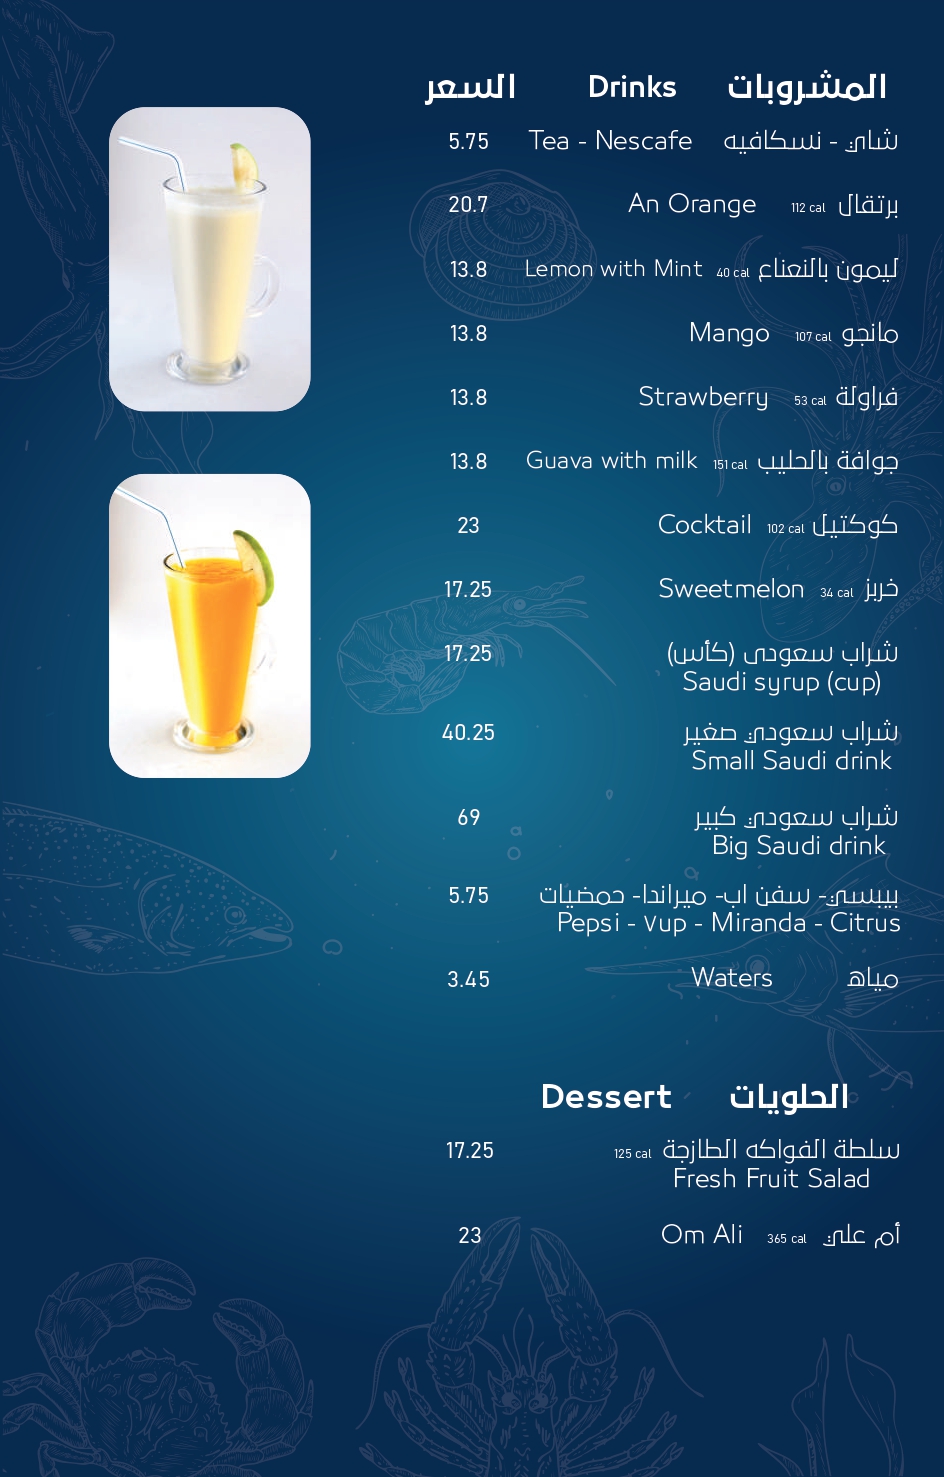 المشروبات Drinks السعر
شاي - نسكافيه Tea - Nescafe 5.75
برتقال 112 cal An Orange 20.7
ليمون بالنعناع 40 cal Lemon with Mint 13.8
مانجو 107 cal Mango 13.8
فراولة 53 cal Strawberry 13.8
جوافة بالحليب 151 cal Guava with milk 13.8
كوكتيل 102 cal Cocktail 23
خربز 34 cal Sweetmelon 17.25
شراب سعودى (كأس) 17.25
Saudi syrup (cup)
شراب سعودي صغير 40.25
Small Saudi drink
شراب سعودي كبير 69
Big Saudi drink
بيبسي- سفن اب- ميراندا- حمضيات 5.75
Pepsi - Vup - Miranda - Citrus
مياه Waters 3.45
الحلويات Dessert
سلطة الفواكه الطازجة 125 cal 17.25
Fresh Fruit Salad
أم علي 365 cal Om Ali 23